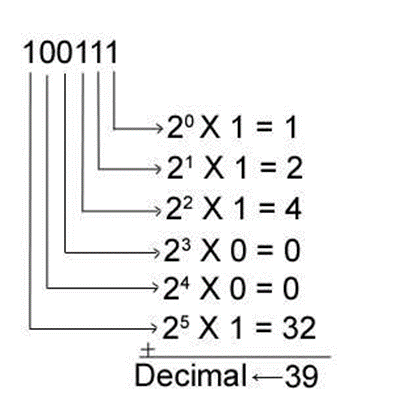 100111
2⁰ X 1 = 1
2¹ X 1 = 2
2² X 1 = 4
2³ X 0 = 0
2⁴ X 0 = 0
2⁵ X 1 = 32
+
Decimal ← 39